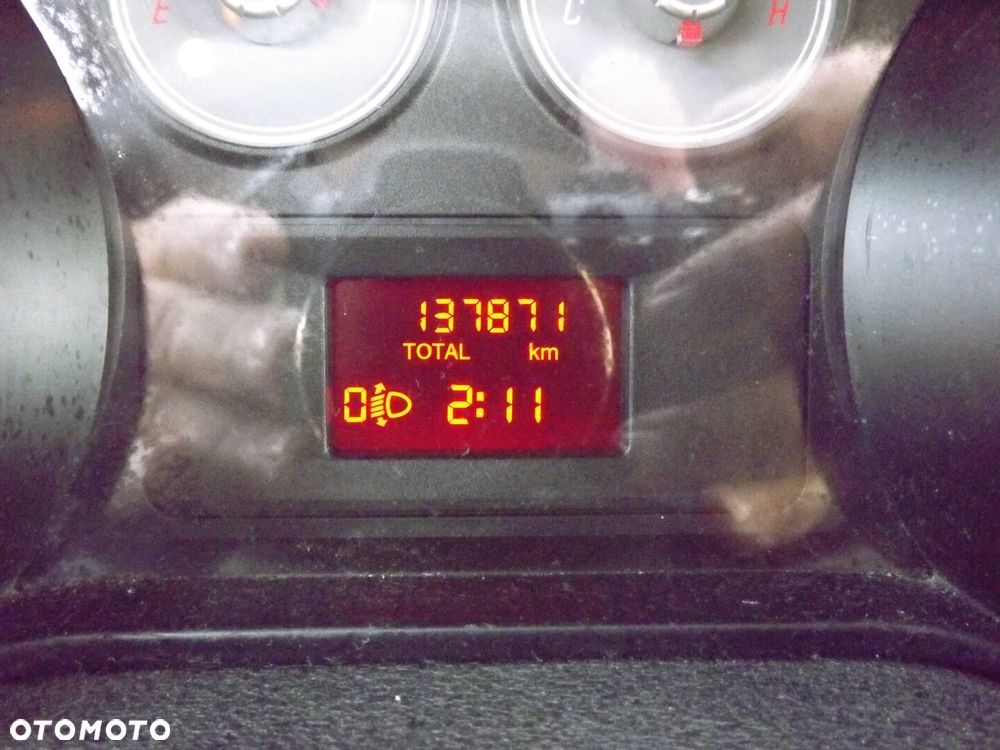 E C H
137871
TOTAL km
0 2:11
OTOMOTO